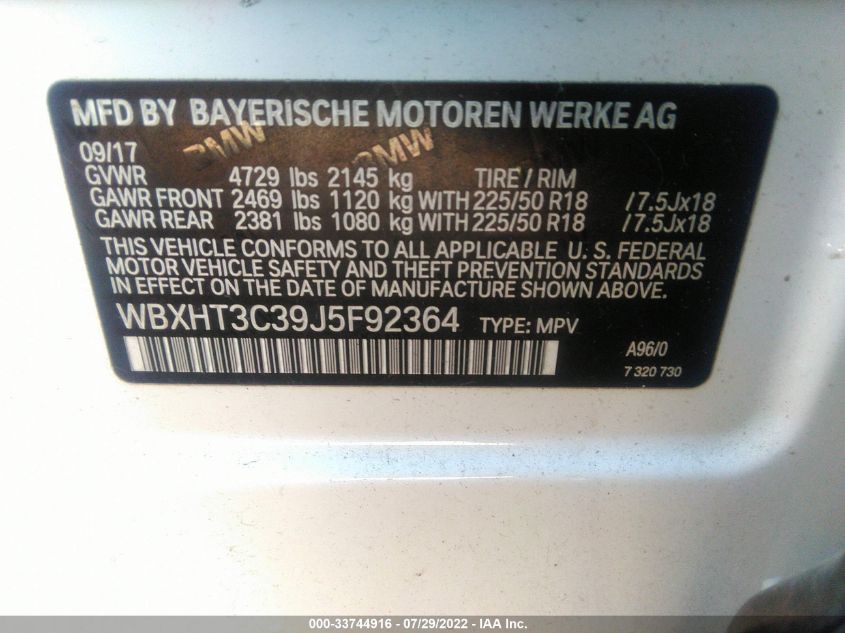 MFD BY BAYERISCHE MOTOREN WERKE AG
BMW BMW
09/17
GVWR 4729 lbs 2145 kg TIRE / RIM
GAWR FRONT 2469 lbs 1120 kg WITH 225/50 R18 / 7.5Jx18
GAWR REAR 2381 lbs 1080 kg WITH 225/50 R18 / 7.5Jx18
THIS VEHICLE CONFORMS TO ALL APPLICABLE U. S. FEDERAL
MOTOR VEHICLE SAFETY AND THEFT PREVENTION STANDARDS
IN EFFECT ON THE DATE OF MANUFACTURE SHOWN ABOVE.
WBXHT3C39J5F92364 TYPE: MPV
A96/0
7 320 730
000-33744916 - 07/29/2022 - IAA Inc.